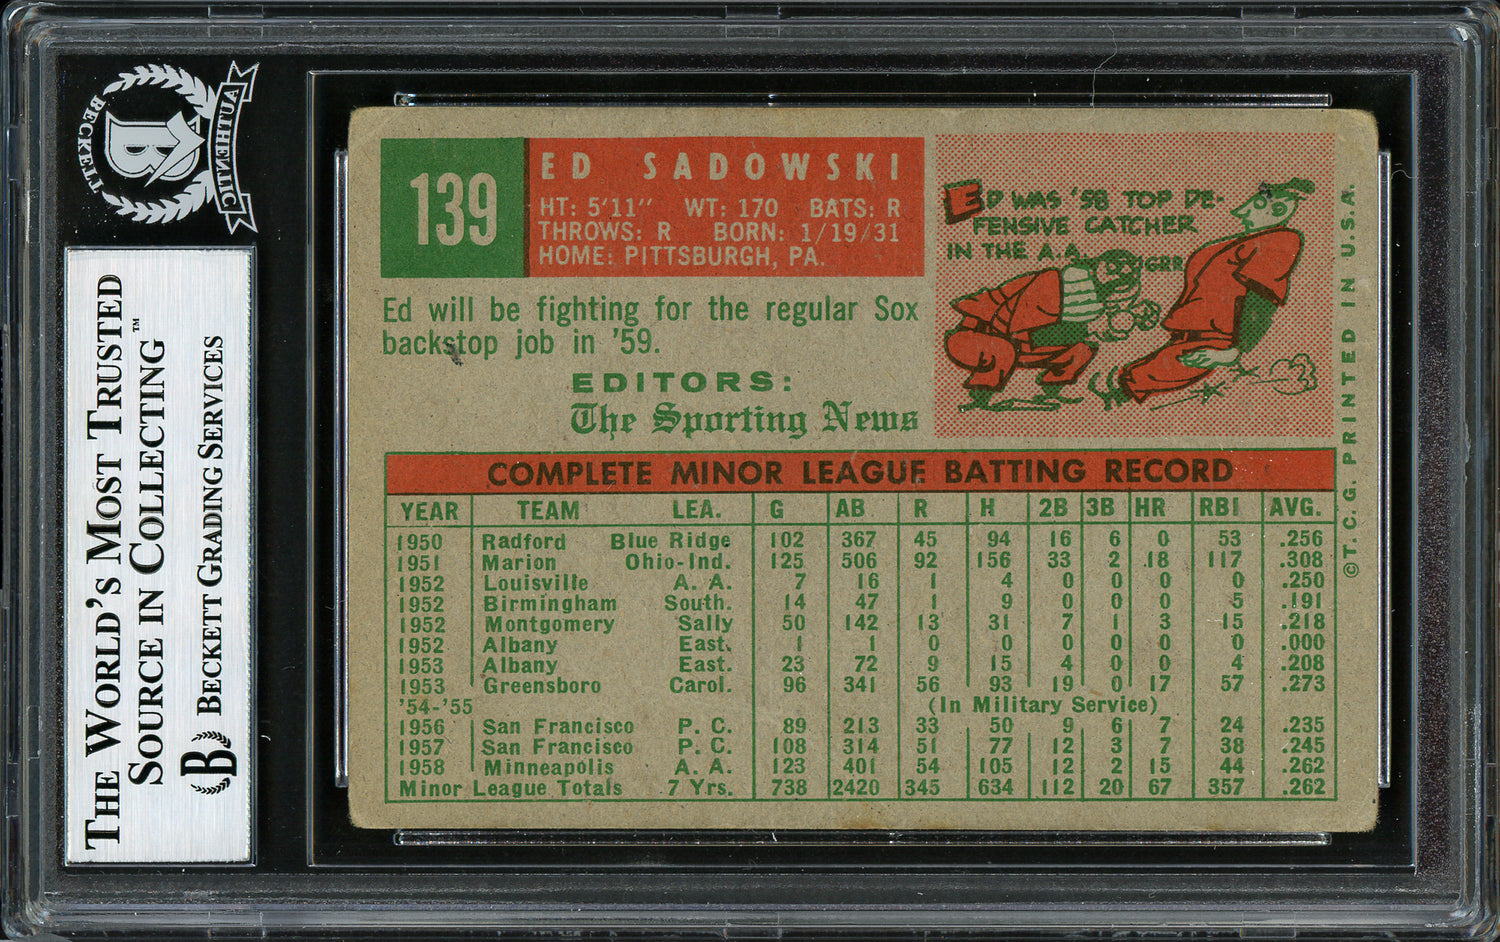 BECKETT
AUTHENTIC
THE WORLD'S MOST TRUSTED
SOURCE IN COLLECTING™
B BECKETT GRADING SERVICES
139
ED SADOWSKI
HT: 5'11" WT: 170 BATS: R
THROWS: R BORN: 1/19/31
HOME: PITTSBURGH, PA.
Ed will be fighting for the regular Sox
backstop job in '59.
EDITORS:
The Sporting News
ED WAS '58 TOP DE-
FENSIVE CATCHER
IN THE A.A.
GRR
COMPLETE MINOR LEAGUE BATTING RECORD
YEAR TEAM LEA. G AB R H 2B 3B HR RBI AVG.
1950 Radford Blue Ridge 102 367 45 94 16 6 0 53 .256
1951 Marion Ohio-Ind. 125 506 92 156 33 2 18 117 .308
1952 Louisville A. A. 7 16 1 4 0 0 0 0 .250
1952 Birmingham South. 14 47 1 9 0 0 0 5 .191
1952 Montgomery Sally 50 142 13 31 7 1 3 15 .218
1952 Albany East. 1 1 0 0 0 0 0 0 .000
1953 Albany East. 23 72 9 15 4 0 0 4 .208
1953 Greensboro Carol. 96 341 56 93 19 0 17 57 .273
'54-'55 (In Military Service)
1956 San Francisco P. C. 89 213 33 50 9 6 7 24 .235
1957 San Francisco P. C. 108 314 51 77 12 3 7 38 .245
1958 Minneapolis A. A. 123 401 54 105 12 2 15 44 .262
Minor League Totals 7 Yrs. 738 2420 345 634 112 20 67 357 .262
©T. C. G. PRINTED IN U.S.A.